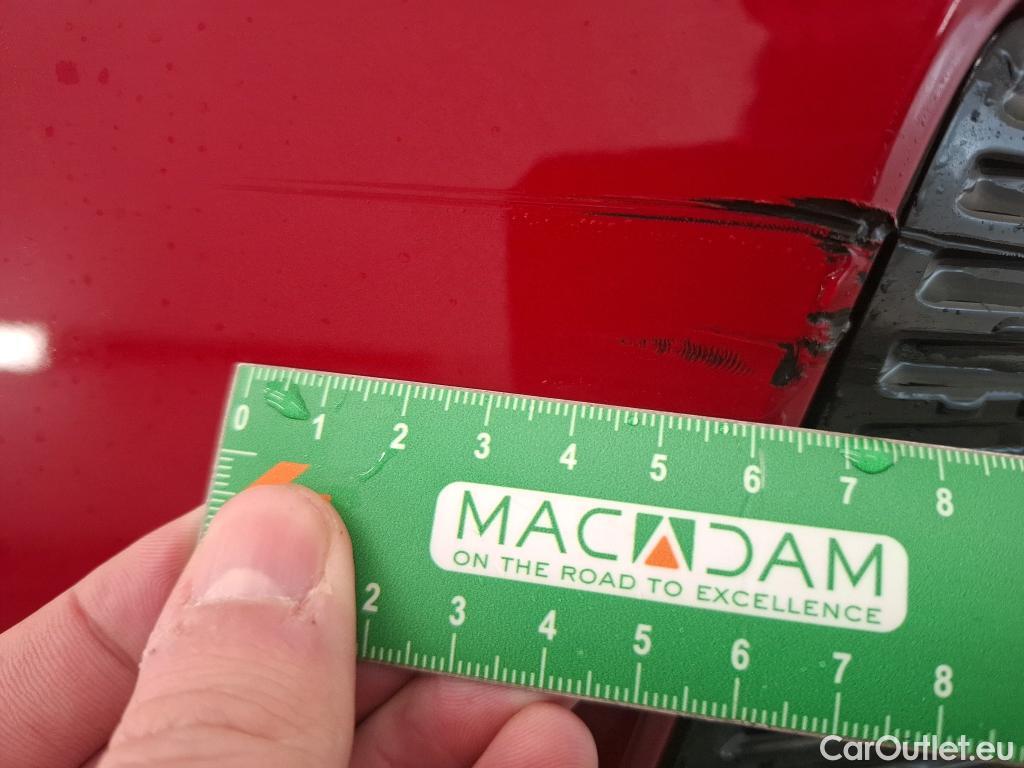 0 1 2 3 4 5 6 7 8
MACADAM
ON THE ROAD TO EXCELLENCE
2 3 4 5 6 7 8
CarOutlet.eu